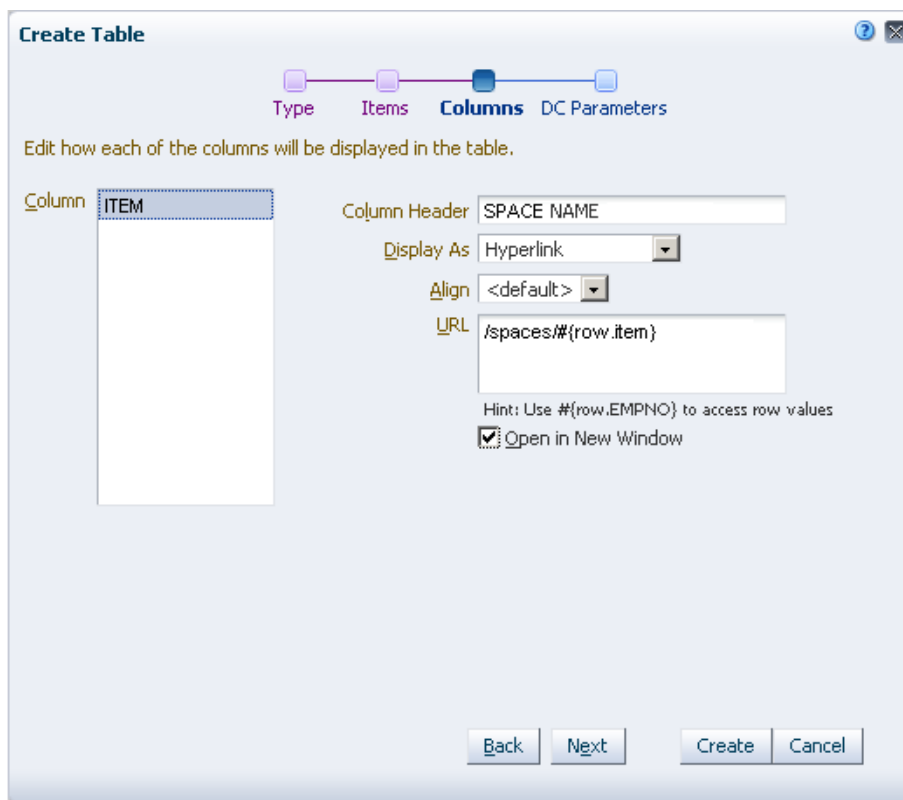 Create Table
Type Items Columns DC Parameters
Edit how each of the columns will be displayed in the table.
Column
ITEM
Column Header SPACE NAME
Display As Hyperlink
Align <default>
URL /spaces/#{row.item}
Hint: Use #{row.EMPNO} to access row values
Open in New Window
Back Next Create Cancel